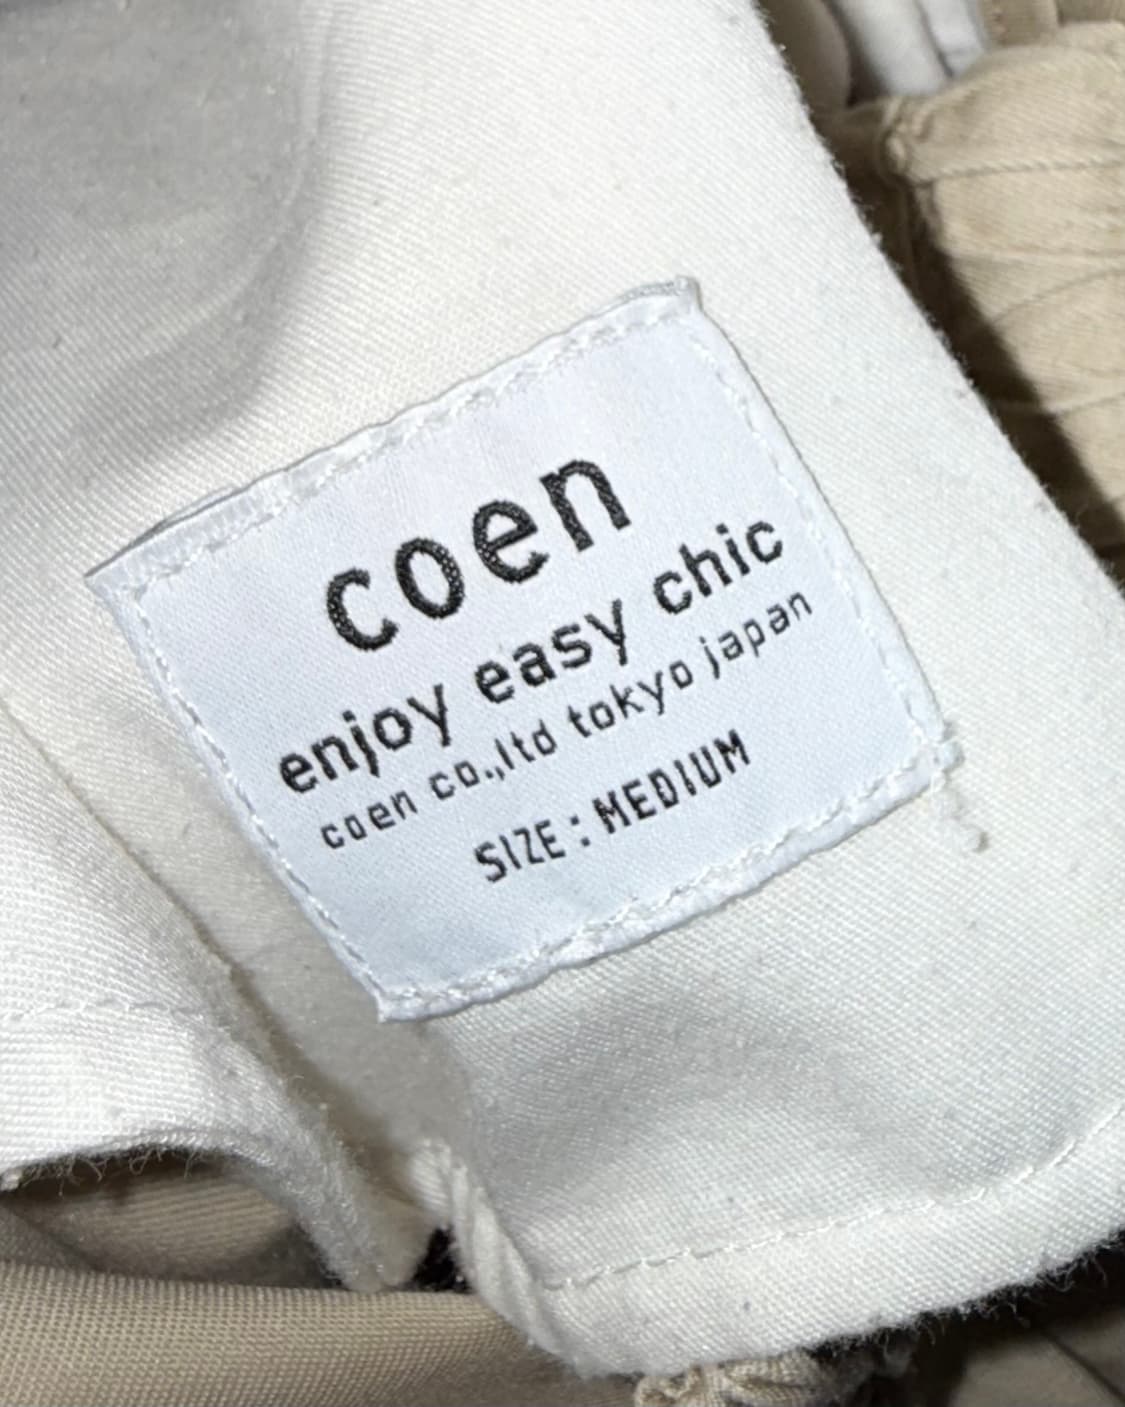 coen
enjoy easy chic
coen co.,ltd tokyo japan
SIZE : MEDIUM